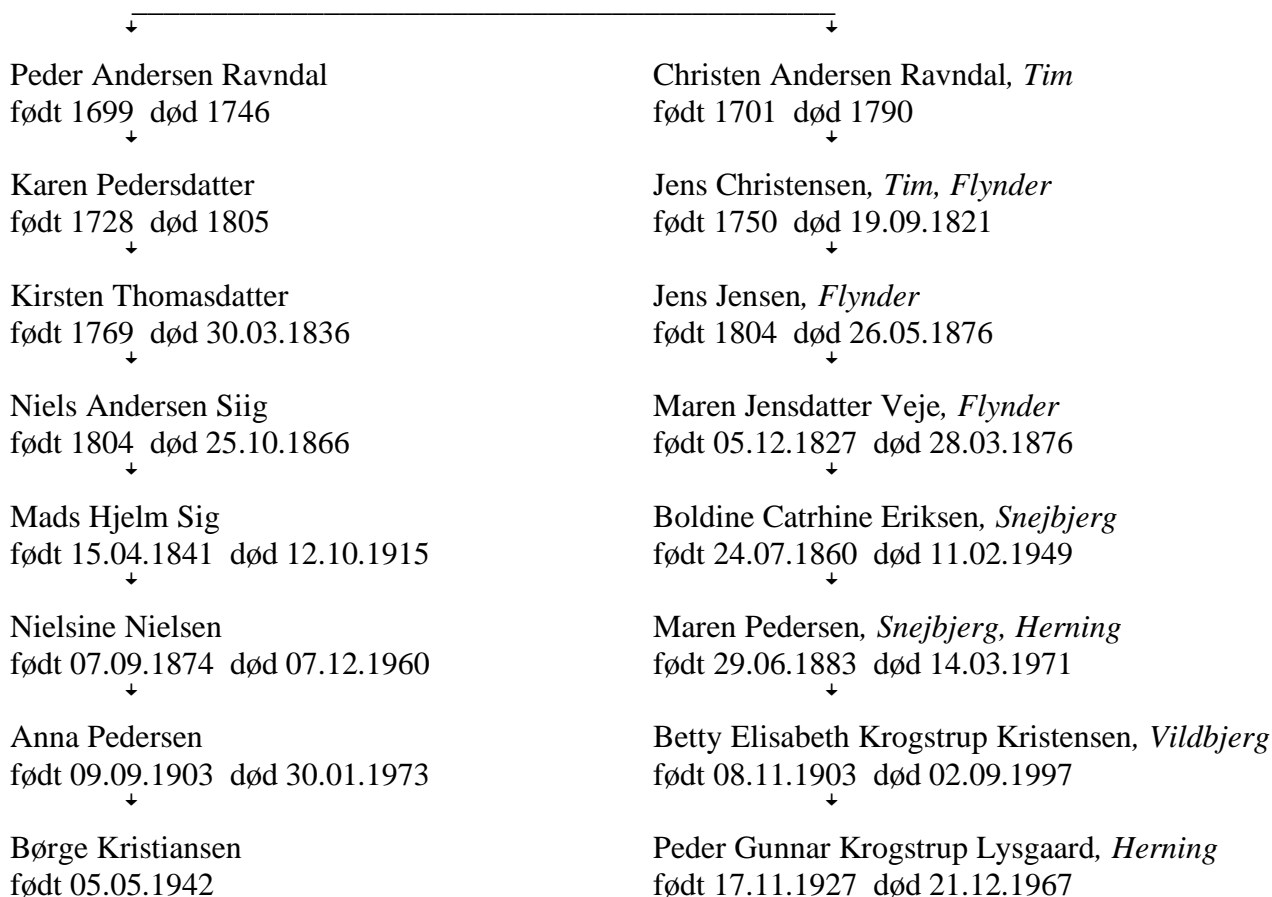 Peder Andersen Ravndal
født 1699 død 1746
Karen Pedersdatter
født 1728 død 1805
Kirsten Thomasdatter
født 1769 død 30.03.1836
Niels Andersen Siig
født 1804 død 25.10.1866
Mads Hjelm Sig
født 15.04.1841 død 12.10.1915
Nielsine Nielsen
født 07.09.1874 død 07.12.1960
Anna Pedersen
født 09.09.1903 død 30.01.1973
Børge Kristiansen
født 05.05.1942
Christen Andersen Ravndal, Tim
født 1701 død 1790
Jens Christensen, Tim, Flynder
født 1750 død 19.09.1821
Jens Jensen, Flynder
født 1804 død 26.05.1876
Maren Jensdatter Veje, Flynder
født 05.12.1827 død 28.03.1876
Boldine Catrhine Eriksen, Snejbjerg
født 24.07.1860 død 11.02.1949
Maren Pedersen, Snejbjerg, Herning
født 29.06.1883 død 14.03.1971
Betty Elisabeth Krogstrup Kristensen, Vildbjerg
født 08.11.1903 død 02.09.1997
Peder Gunnar Krogstrup Lysgaard, Herning
født 17.11.1927 død 21.12.1967